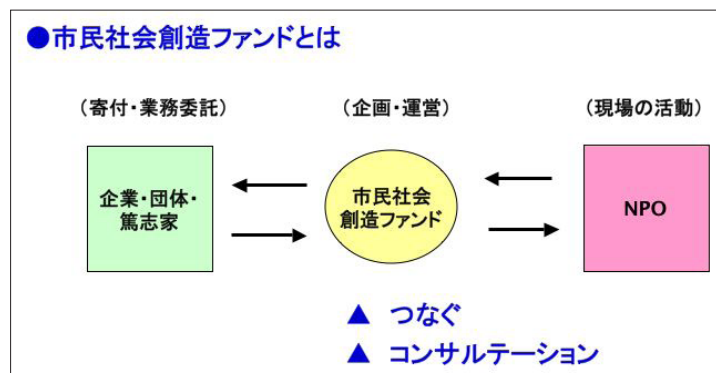 ●市民社会創造ファンドとは
（寄付・業務委託）
（企画・運営）
（現場の活動）
企業・団体・
篤志家
市民社会
創造ファンド
NPO
▲ つなぐ
▲ コンサルテーション